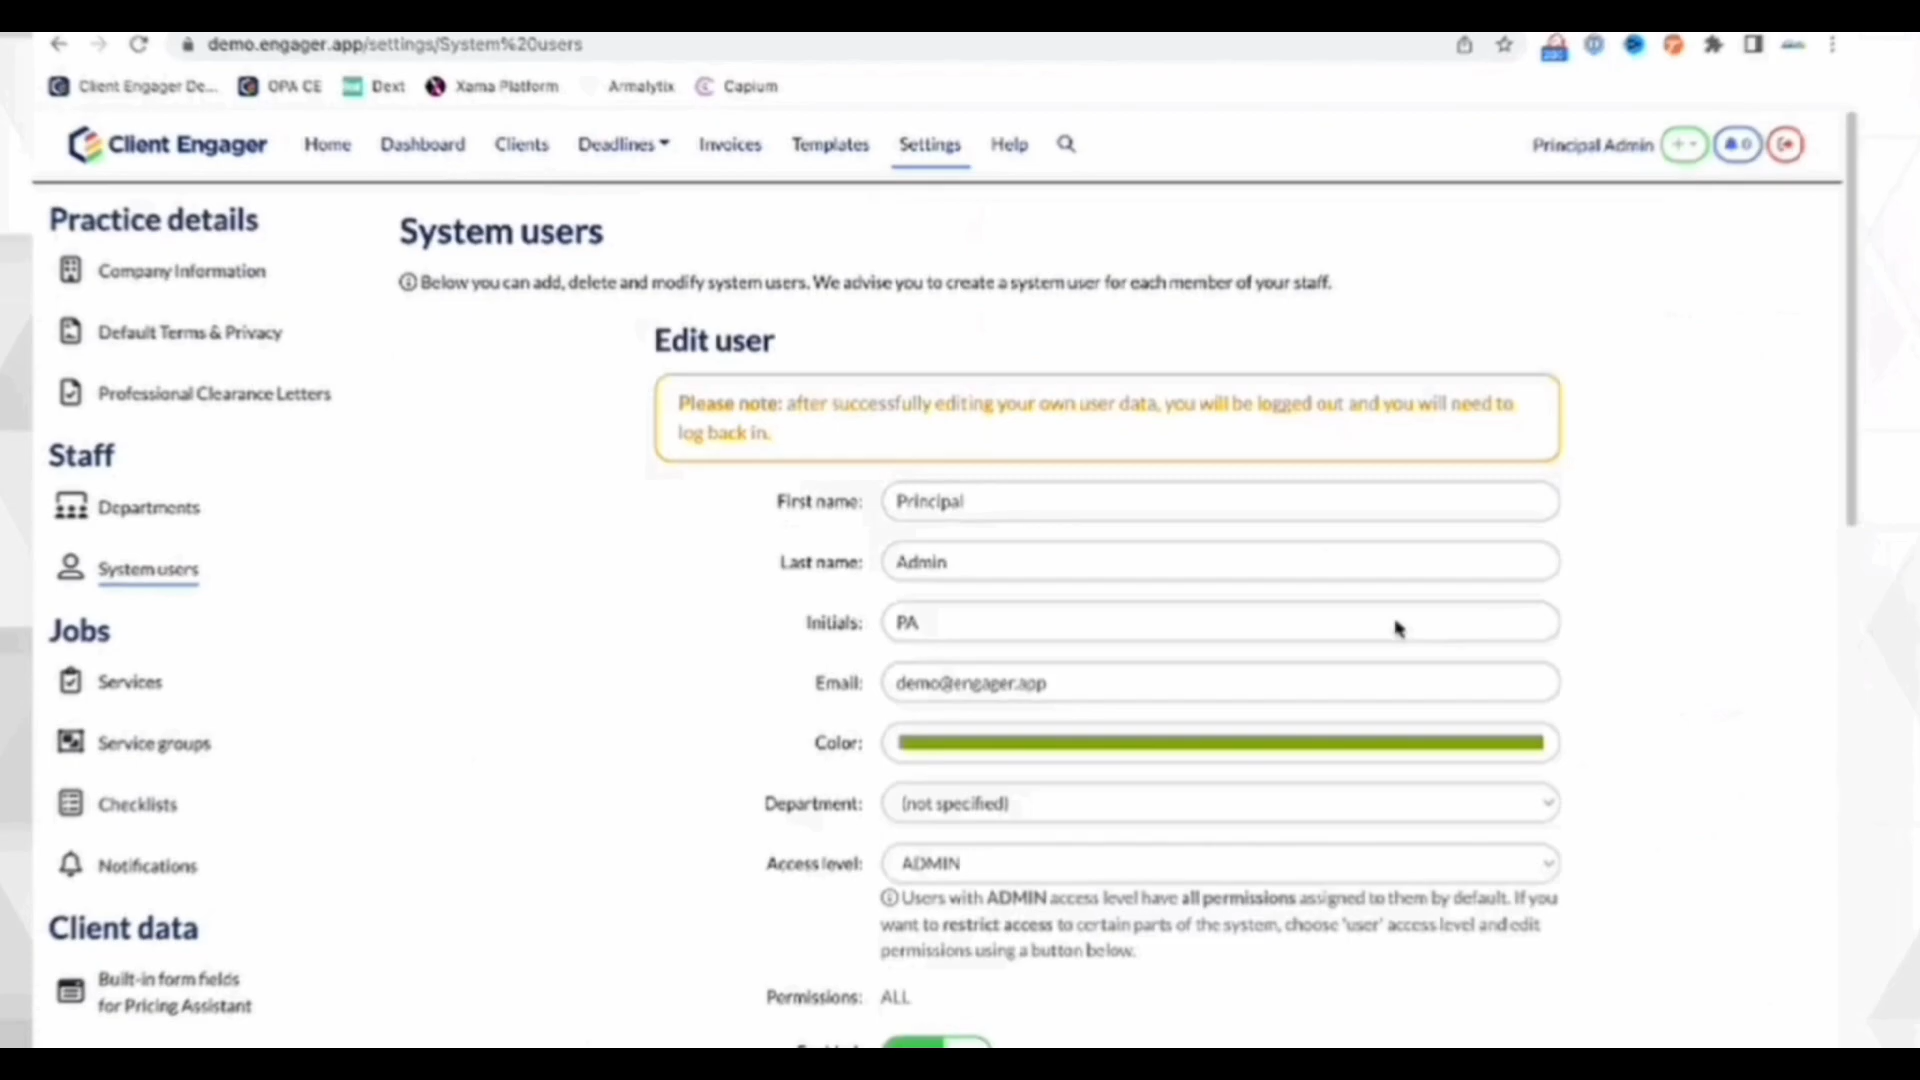 demo.engager.app/settings/System%20users
Client Engager De... OPA CE Dext Xama Platform Armalytix Capium
Client Engager Home Dashboard Clients Deadlines Invoices Templates Settings Help Principal Admin 0
Practice details
Company Information
Default Terms & Privacy
Professional Clearance Letters
Staff
Departments
System users
Jobs
Services
Service groups
Checklists
Notifications
Client data
Built-in form fields
for Pricing Assistant
System users
Below you can add, delete and modify system users. We advise you to create a system user for each member of your staff.
Edit user
Please note: after successfully editing your own user data, you will be logged out and you will need to
log back in.
First name: Principal
Last name: Admin
Initials: PA
Email: demo@engager.app
Color:
Department: (not specified)
Access level: ADMIN
Users with ADMIN access level have all permissions assigned to them by default. If you
want to restrict access to certain parts of the system, choose 'user' access level and edit
permissions using a button below.
Permissions: ALL